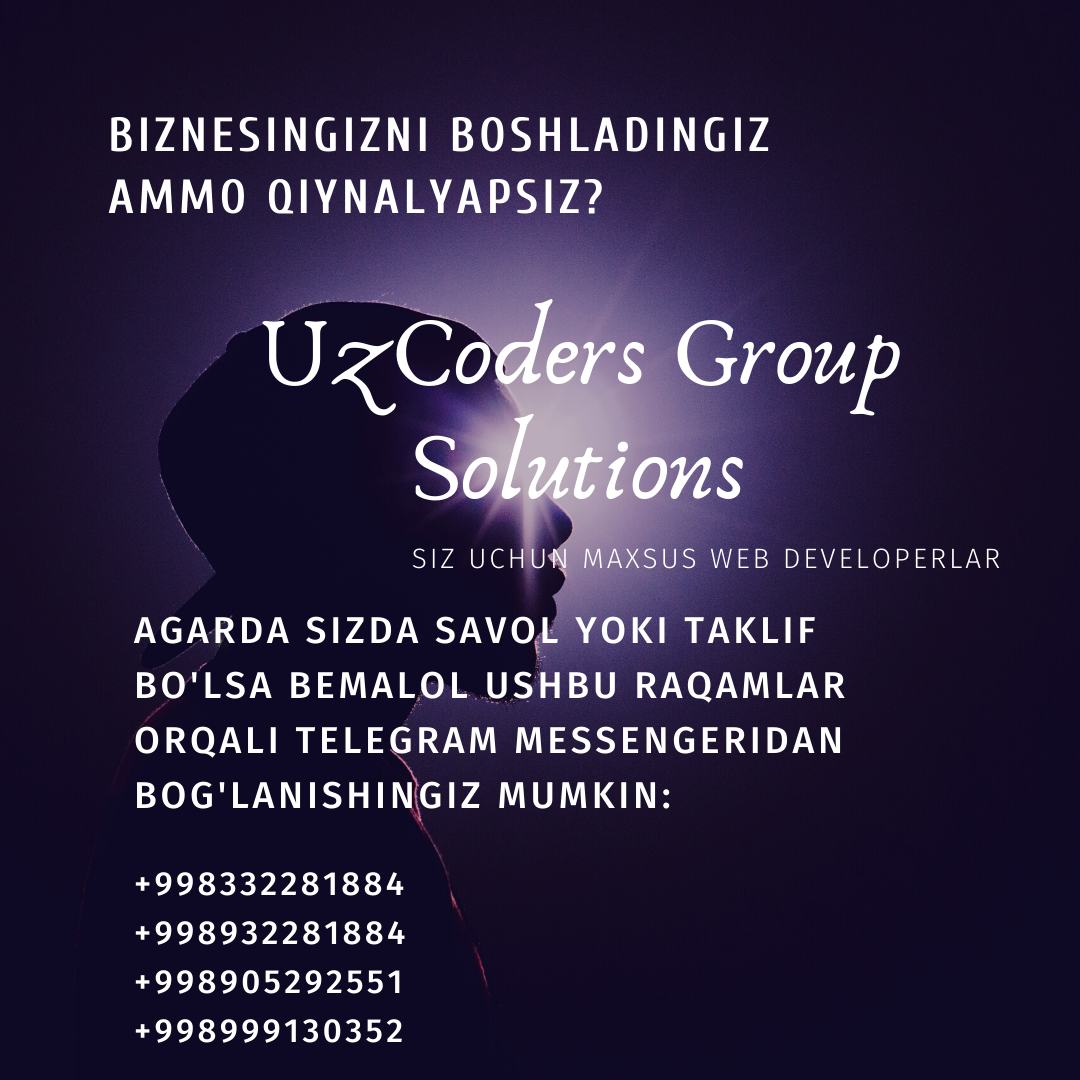 BIZNESINGIZNI BOSHLADINGIZ
AMMO QIYNALYAPSIZ?
UzCoders Group
Solutions
SIZ UCHUN MAXSUS WEB DEVELOPERLAR
AGARDA SIZDA SAVOL YOKI TAKLIF
BO'LSA BEMALOL USHBU RAQAMLAR
ORQALI TELEGRAM MESSENGERIDAN
BOG'LANISHINGIZ MUMKIN:
+998332281884
+998932281884
+998905292551
+998999130352